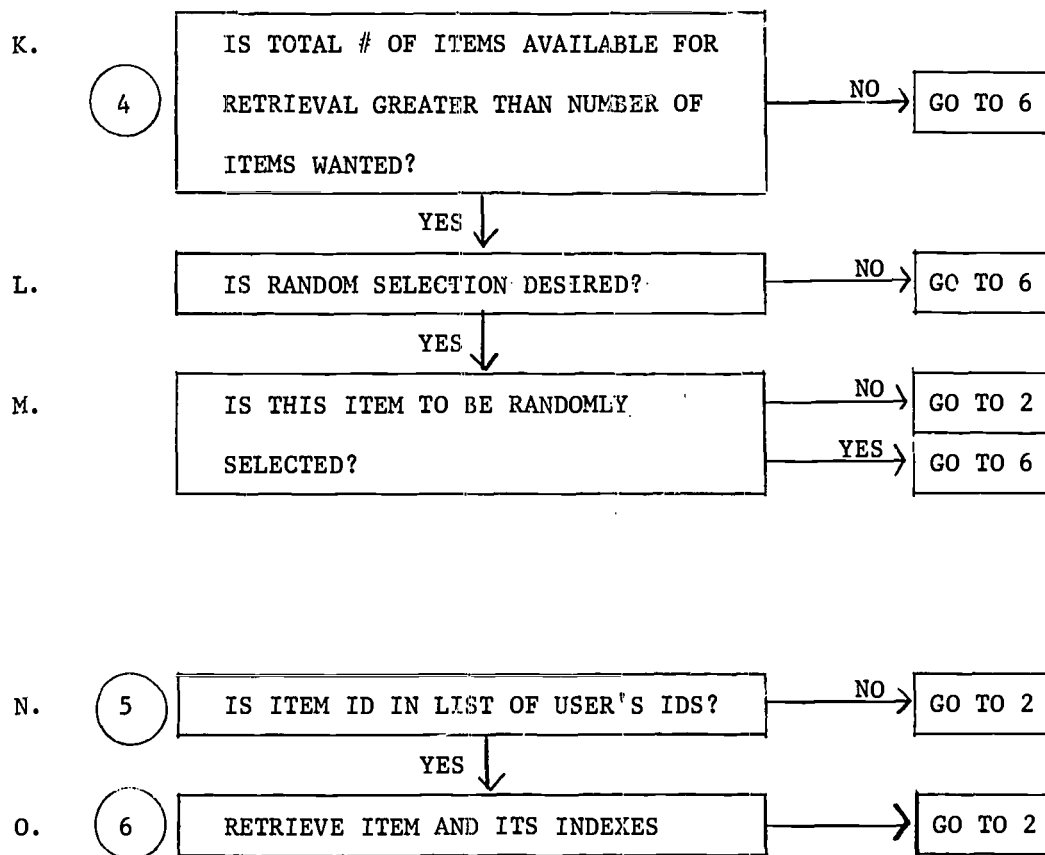 K.
4
IS TOTAL # OF ITEMS AVAILABLE FOR
RETRIEVAL GREATER THAN NUMBER OF
ITEMS WANTED?
NO
GO TO 6
YES
L.
IS RANDOM SELECTION DESIRED?
NO
GO TO 6
YES
M.
IS THIS ITEM TO BE RANDOMLY
SELECTED?
NO
GO TO 2
YES
GO TO 6
N.
5
IS ITEM ID IN LIST OF USER'S IDS?
NO
GO TO 2
YES
O.
6
RETRIEVE ITEM AND ITS INDEXES
GO TO 2